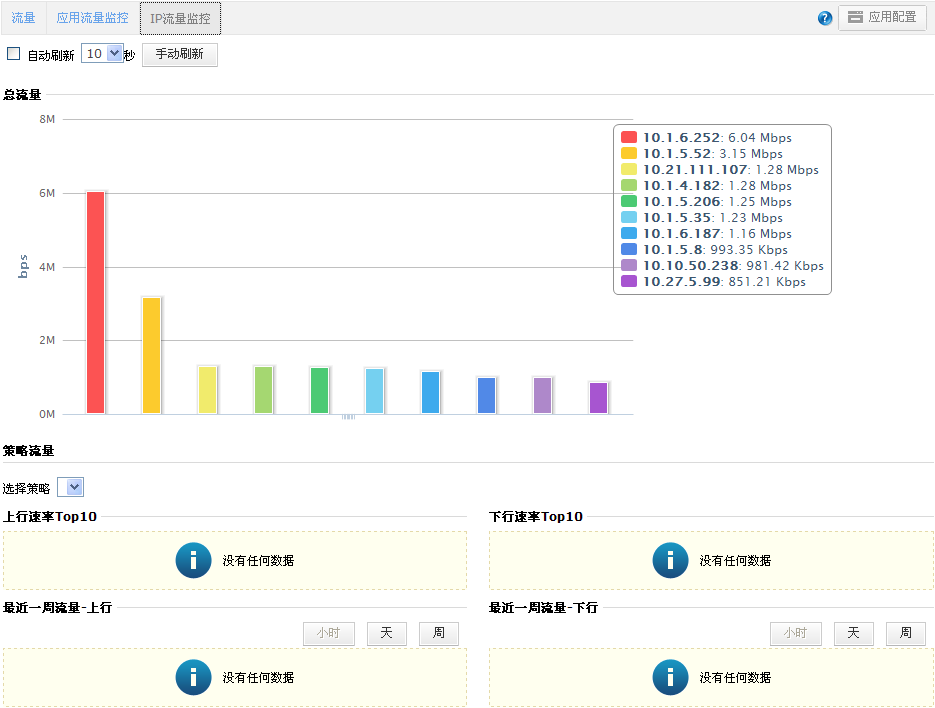 流量 应用流量监控 IP流量监控 应用配置
自动刷新 10 秒 手动刷新
总流量
8M
6M
4M
2M
0M
bps
10.1.6.252: 6.04 Mbps
10.1.5.52: 3.15 Mbps
10.21.111.107: 1.28 Mbps
10.1.4.182: 1.28 Mbps
10.1.5.206: 1.25 Mbps
10.1.5.35: 1.23 Mbps
10.1.6.187: 1.16 Mbps
10.1.5.8: 993.35 Kbps
10.10.50.238: 981.42 Kbps
10.27.5.99: 851.21 Kbps
策略流量
选择策略
上行速率Top10 下行速率Top10
没有任何数据 没有任何数据
最近一周流量-上行 最近一周流量-下行
小时 天 周 小时 天 周
没有任何数据 没有任何数据